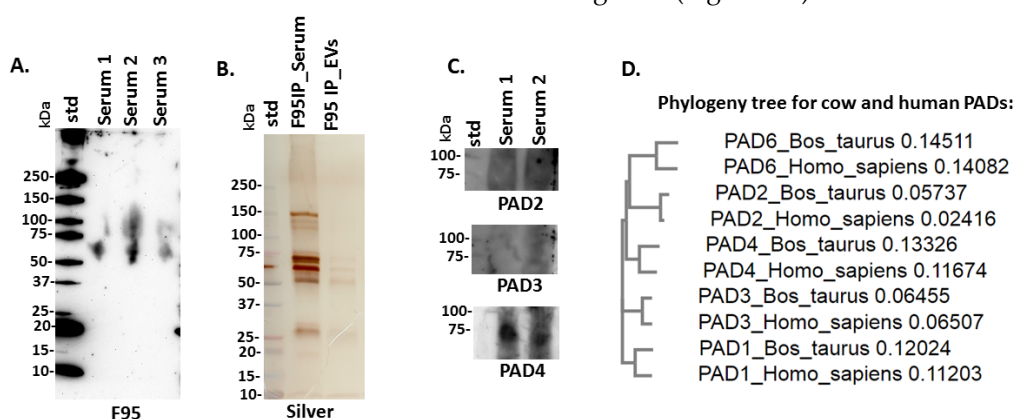 A.
kDa
std
Serum 1
Serum 2
Serum 3
250-
150-
100-
75-
50-
37-
25-
20-
15-
10-
F95
B.
kDa
std
F95IP_Serum
F95 IP_EVs
250-
150-
100-
75-
50-
37-
25-
20-
15-
10-
Silver
C.
kDa
std
Serum 1
Serum 2
100-
75-
PAD2
100-
75-
PAD3
100-
75-
PAD4
D.
Phylogeny tree for cow and human PADs:
PAD6_Bos_taurus 0.14511
PAD6_Homo_sapiens 0.14082
PAD2_Bos_taurus 0.05737
PAD2_Homo_sapiens 0.02416
PAD4_Bos_taurus 0.13326
PAD4_Homo_sapiens 0.11674
PAD3_Bos_taurus 0.06455
PAD3_Homo_sapiens 0.06507
PAD1_Bos_taurus 0.12024
PAD1_Homo_sapiens 0.11203